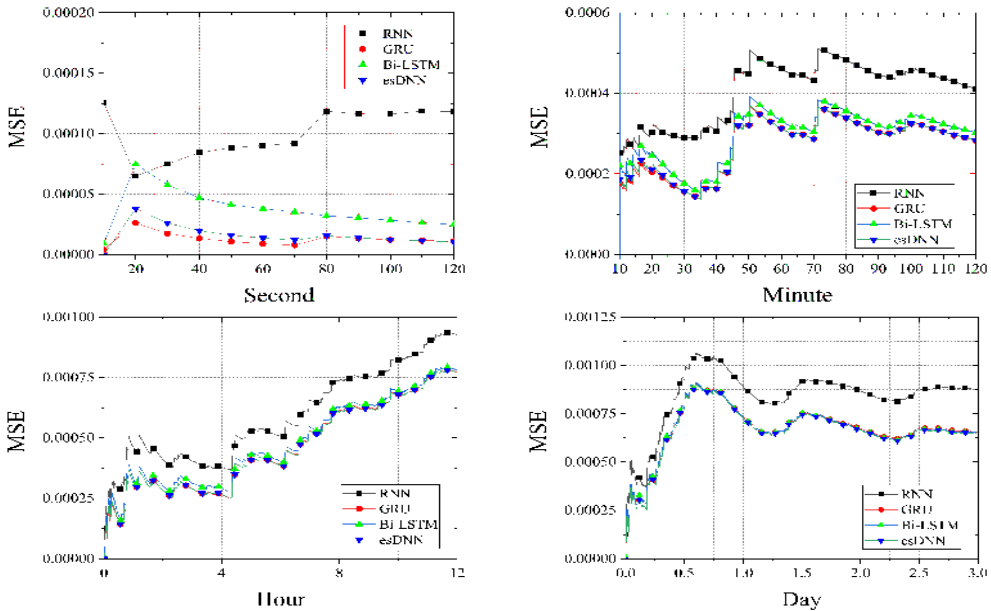 0.00020
0.00015
0.00010
0.00005
0.00000
MSE
RNN
GRU
Bi-LSTM
esDNN
20 40 60 80 100 120
Second
0.0006
0.0004
0.0002
0.0000
MSE
RNN
GRU
Bi-LSTM
esDNN
10 20 30 40 50 60 70 80 90 100 110 120
Minute
0.00100
0.00075
0.00050
0.00025
0.00000
MSE
RNN
GRU
Bi-LSTM
esDNN
0 4 8 12
Hour
0.00125
0.00100
0.00075
0.00050
0.00025
0.00000
MSE
RNN
GRU
Bi-LSTM
esDNN
0.0 0.5 1.0 1.5 2.0 2.5 3.0
Day